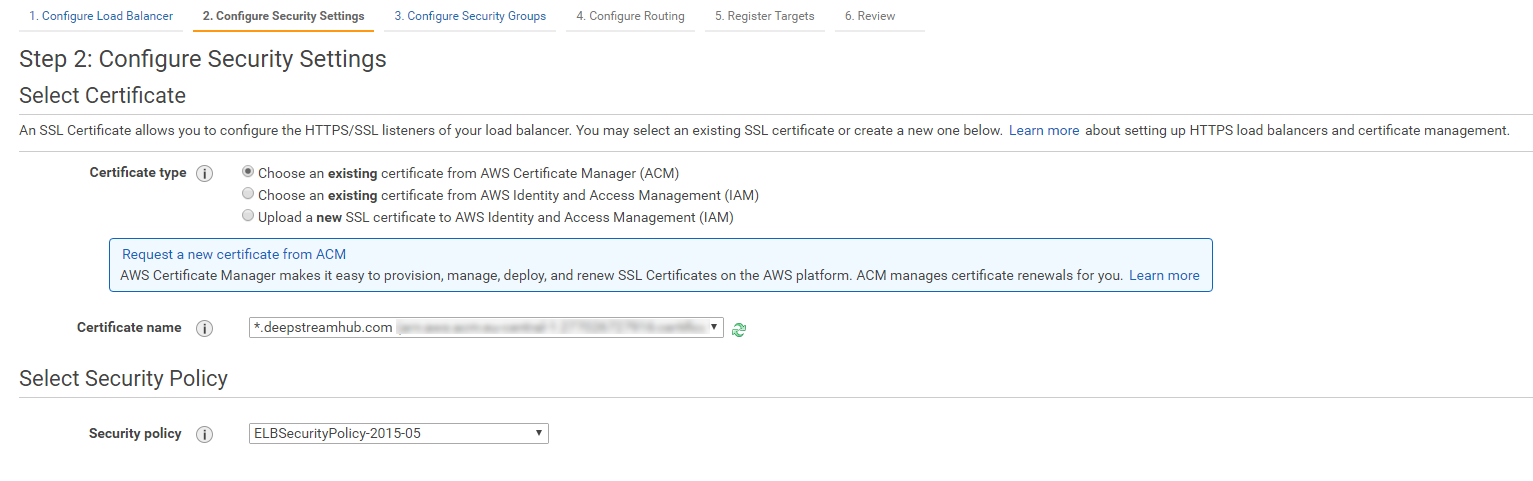 1. Configure Load Balancer 2. Configure Security Settings 3. Configure Security Groups 4. Configure Routing 5. Register Targets 6. Review
Step 2: Configure Security Settings
Select Certificate
An SSL Certificate allows you to configure the HTTPS/SSL listeners of your load balancer. You may select an existing SSL certificate or create a new one below. Learn more about setting up HTTPS load balancers and certificate management.
Certificate type i Choose an existing certificate from AWS Certificate Manager (ACM)
Choose an existing certificate from AWS Identity and Access Management (IAM)
Upload a new SSL certificate to AWS Identity and Access Management (IAM)
Request a new certificate from ACM
AWS Certificate Manager makes it easy to provision, manage, deploy, and renew SSL Certificates on the AWS platform. ACM manages certificate renewals for you. Learn more
Certificate name i *.deepstreamhub.com
Select Security Policy
Security policy i ELBSecurityPolicy-2015-05